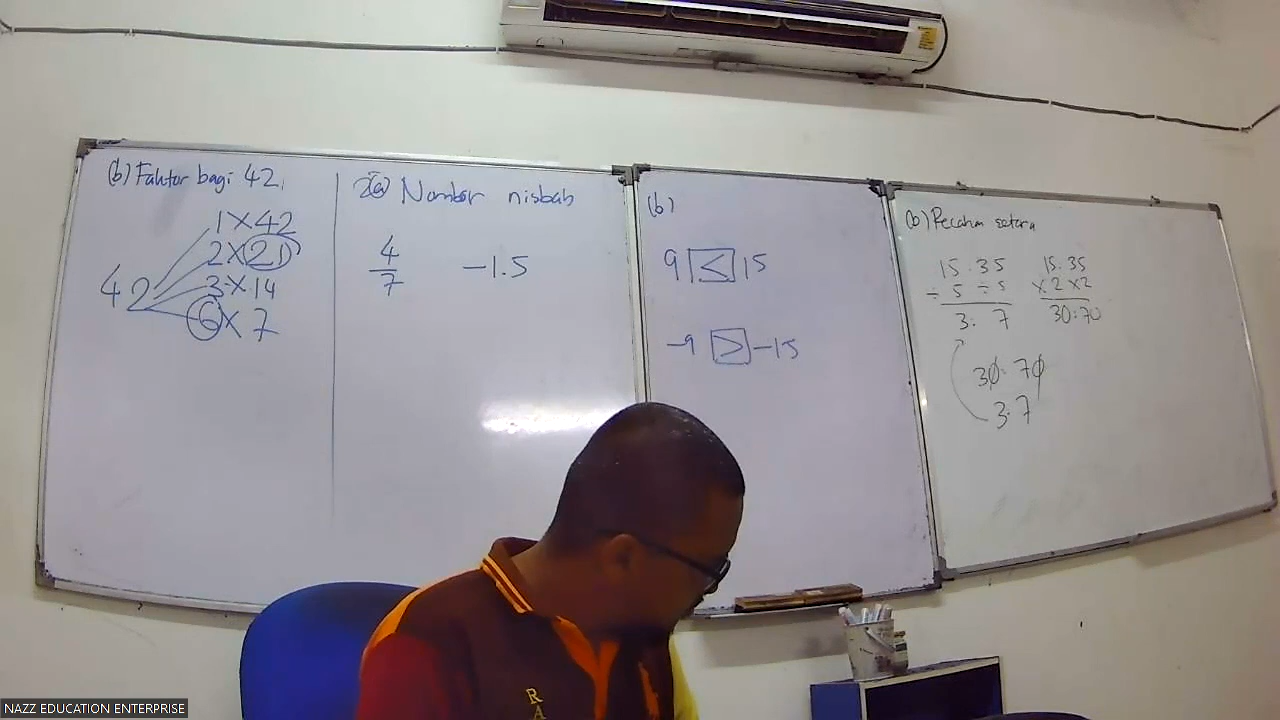 (b) Faktor bagi 42
1 X 42
2 X 21
42
3 X 14
6 X 7
Nombor nisbah
4
7
-1.5
(b)
9 < 15
-9 > -15
(b) Pecahan setara
15 : 35
÷ 5 ÷ 5
3 : 7
15 : 35
x 2 x 2
30 : 70
30 : 70
3 : 7
RA
NAZZ EDUCATION ENTERPRISE